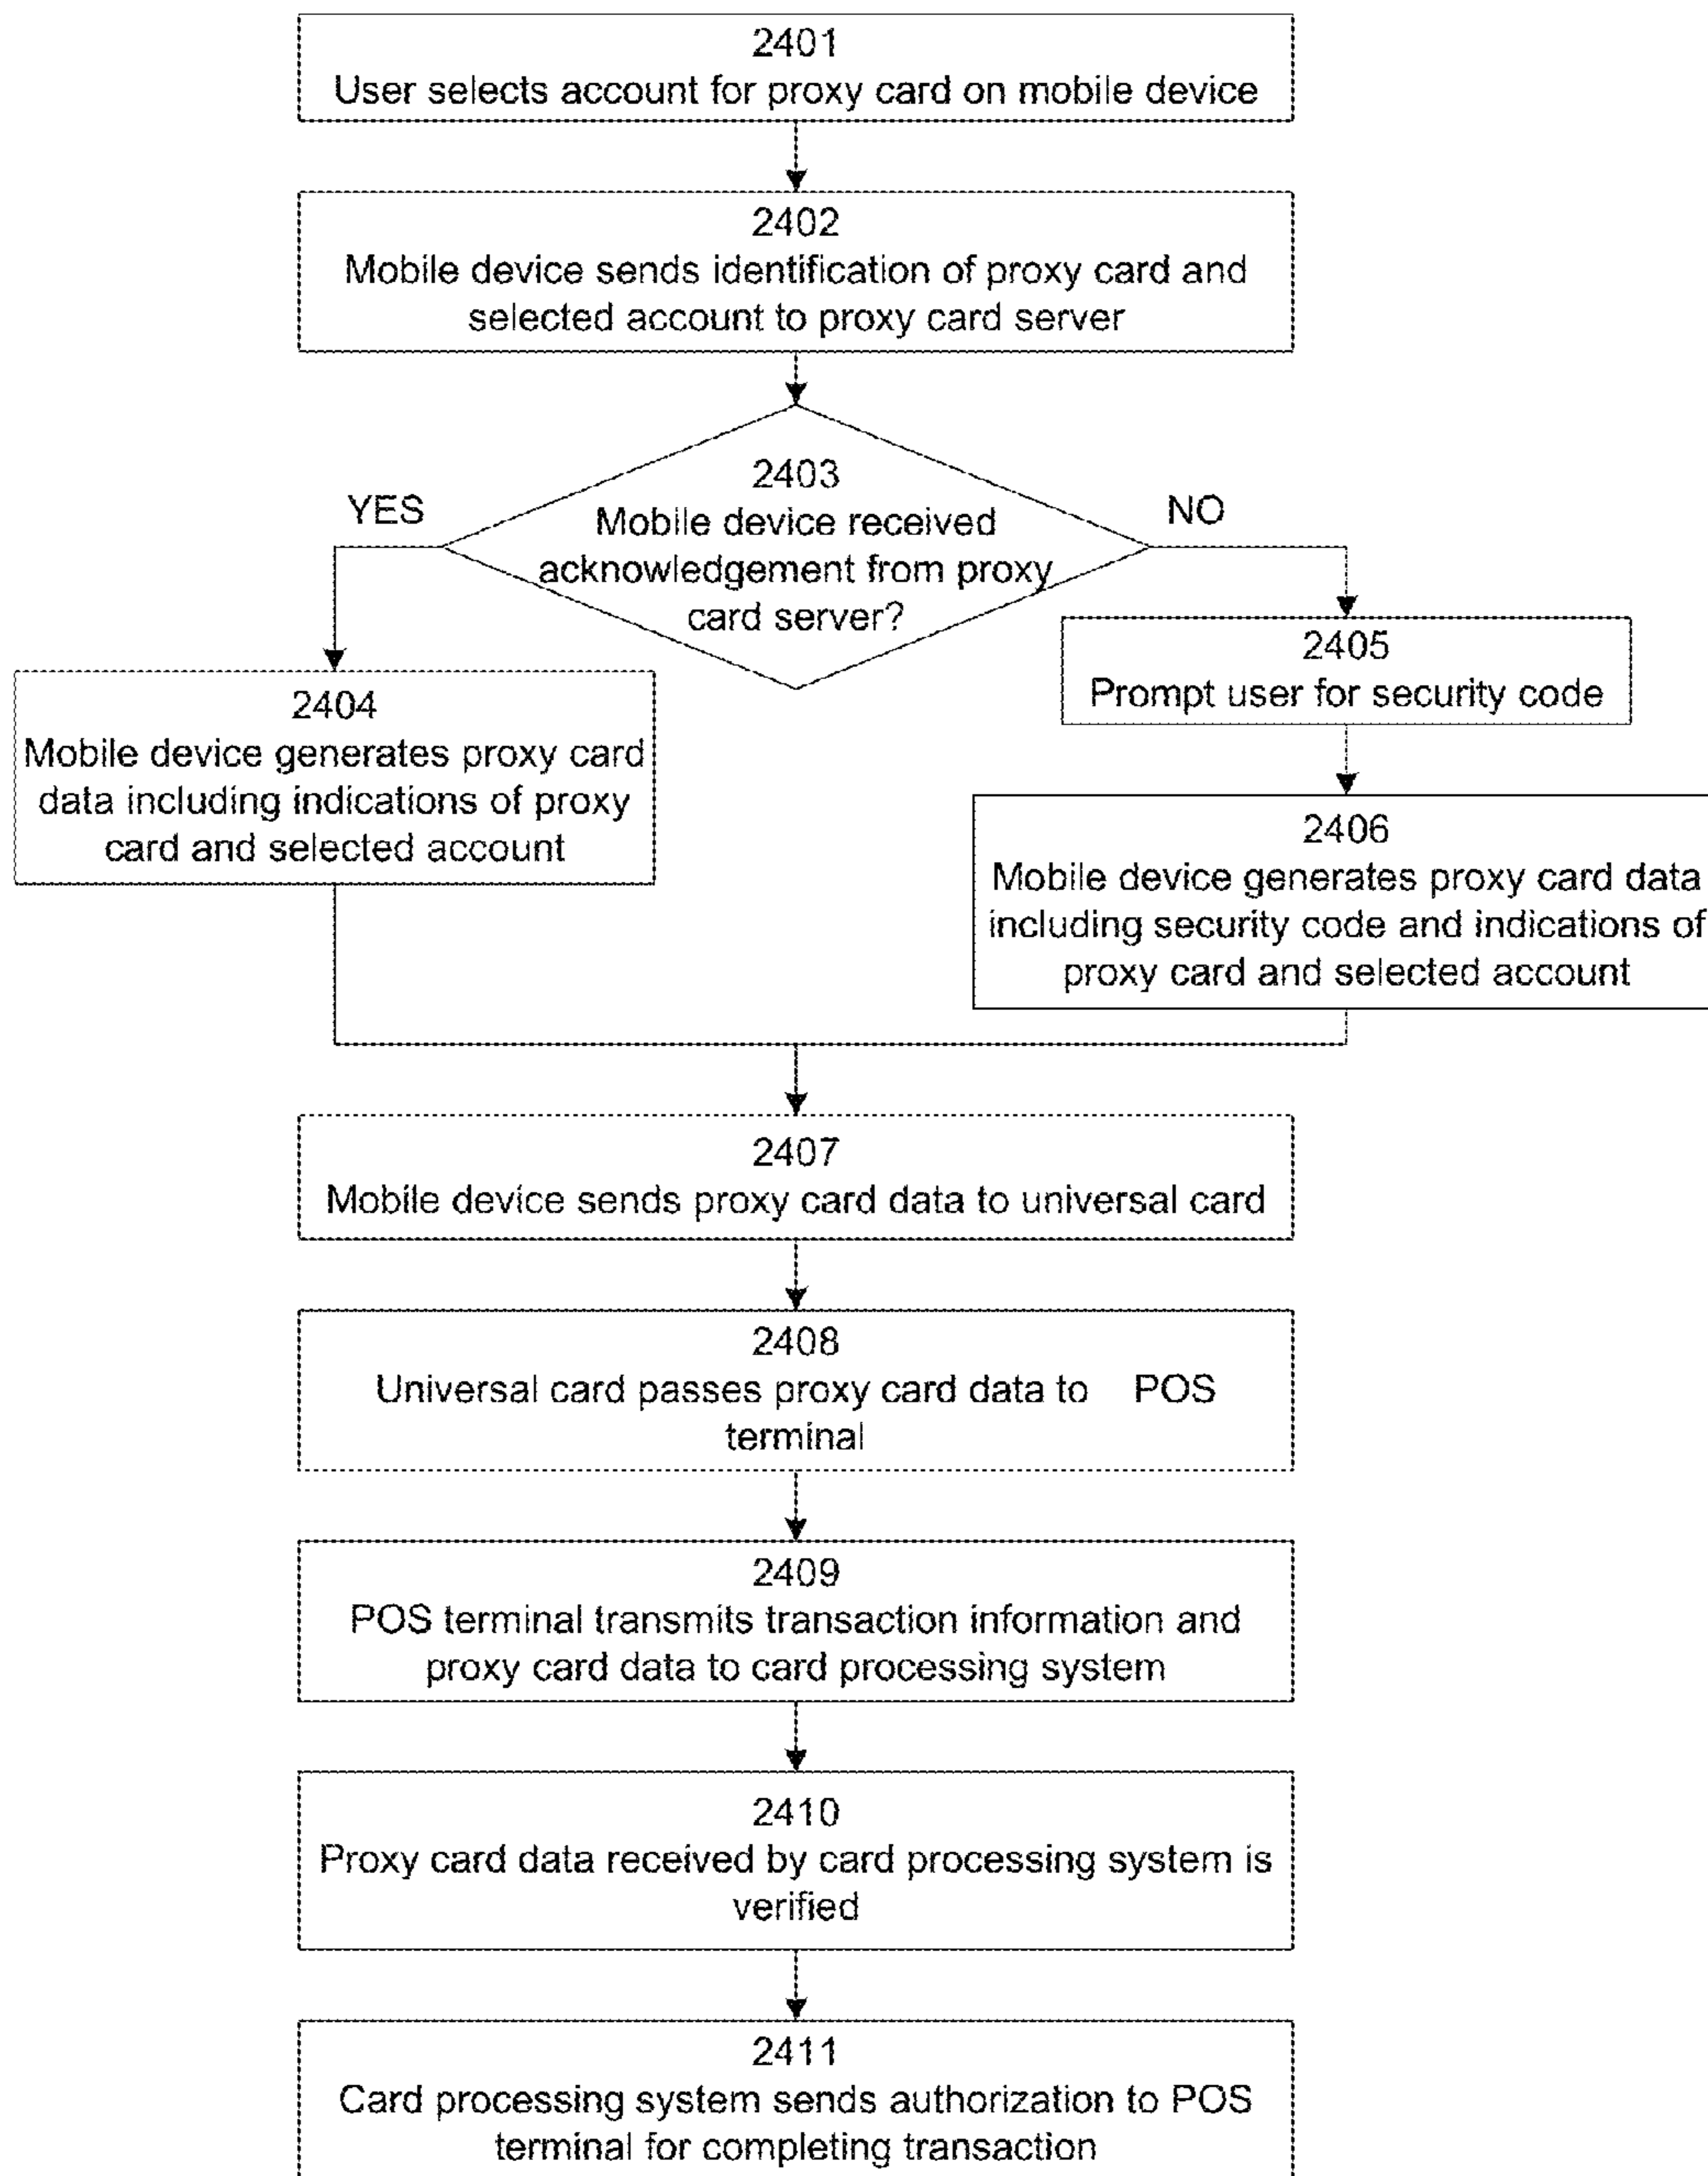 2401
User selects account for proxy card on mobile device
2402
Mobile device sends identification of proxy card and
selected account to proxy card server
2403
Mobile device received
acknowledgement from proxy
card server?
YES
NO
2404
Mobile device generates proxy card
data including indications of proxy
card and selected account
2405
Prompt user for security code
2406
Mobile device generates proxy card data
including security code and indications of
proxy card and selected account
2407
Mobile device sends proxy card data to universal card
2408
Universal card passes proxy card data to POS
terminal
2409
POS terminal transmits transaction information and
proxy card data to card processing system
2410
Proxy card data received by card processing system is
verified
2411
Card processing system sends authorization to POS
terminal for completing transaction